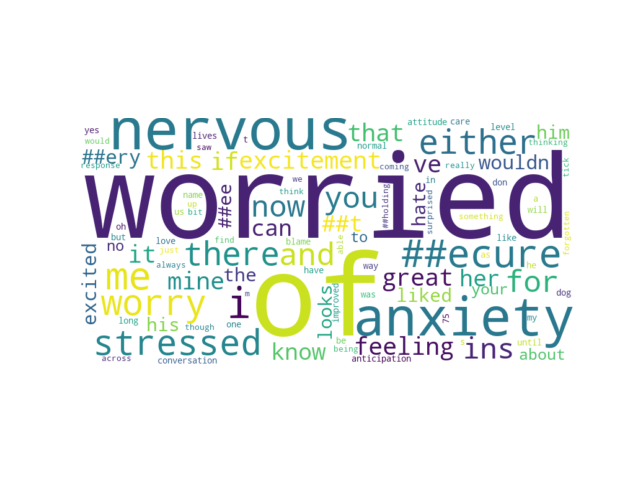 attitude care level
yes lives t saw would response
nervous that normal either him thinking
##ery this if excitement ve wouldn tick
worried
coming really don
name up us bit ##ee we think now you can ##t ##holding hate surprised in something a will
oh but no it love just always there find blame and able to have way like as ##ecure he forgotten
excited me mine the looks improved was great liked her your for dog
worry i m of anxiety my
long his though one be being 75 s until
stressed know feeling ins about
across conversation anticipation